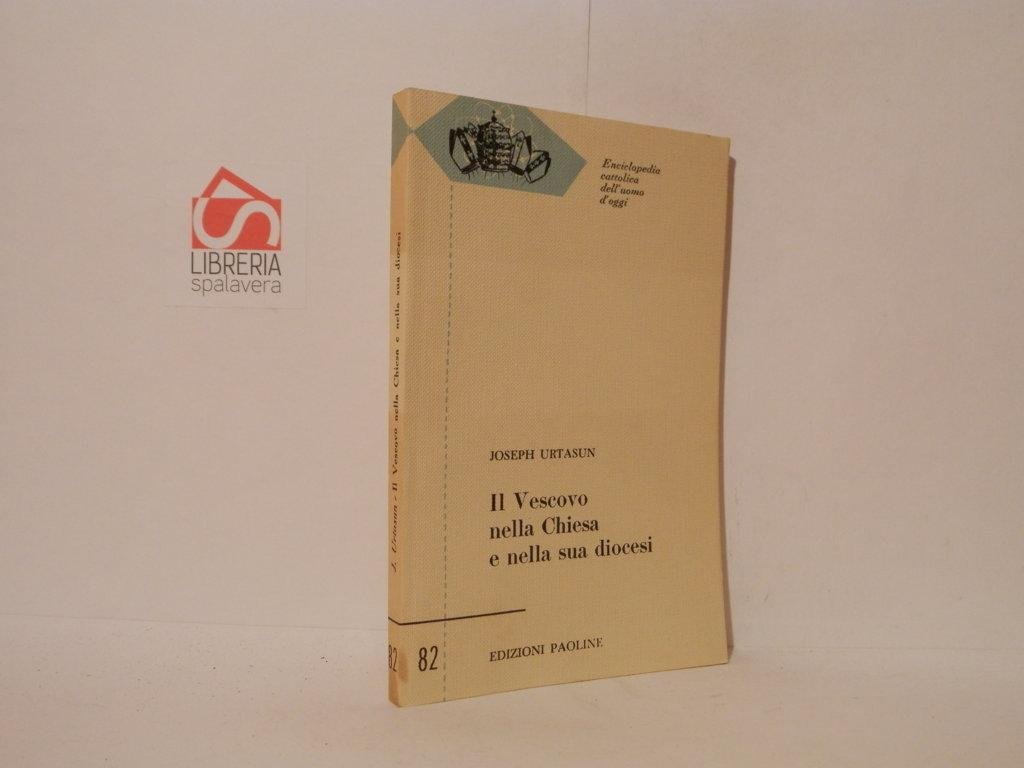 LIBRERIA
spalavera
Enciclopedia
cattolica
dell'uomo
d'oggi
J. Urtasun - Il Vescovo nella Chiesa e nella sua diocesi
JOSEPH URTASUN
Il Vescovo
nella Chiesa
e nella sua diocesi
82
82
EDIZIONI PAOLINE